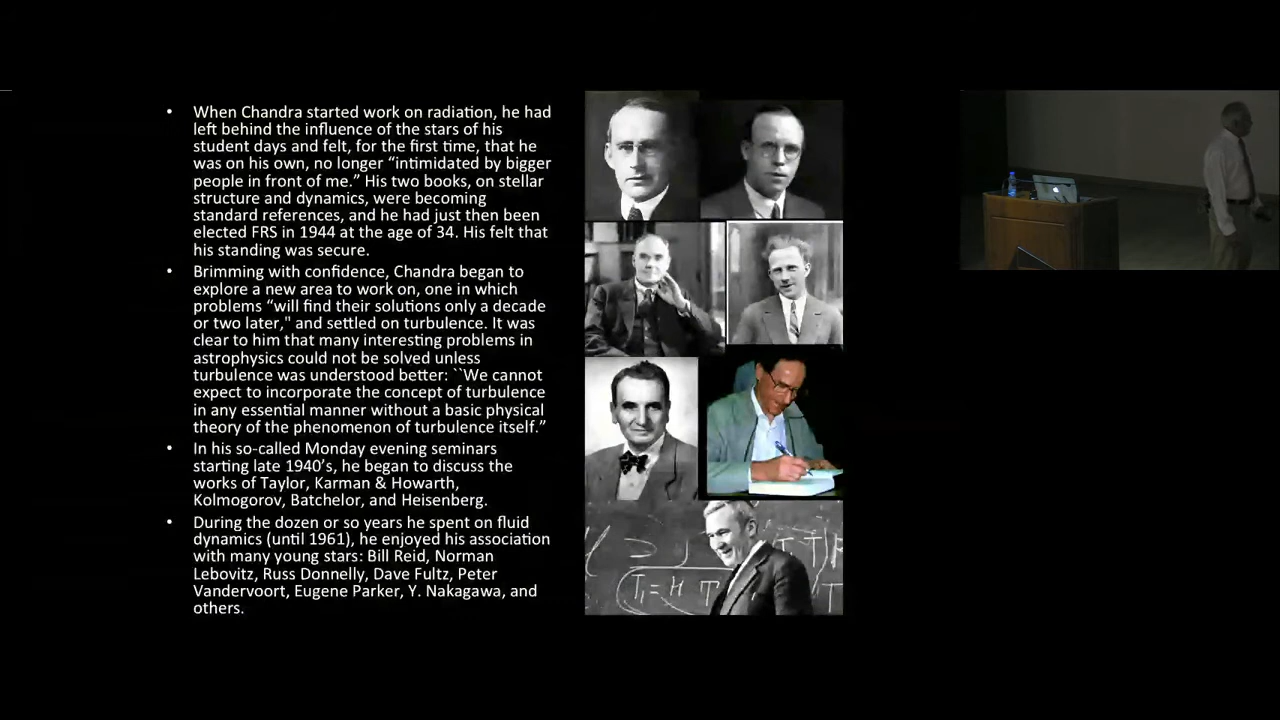 • When Chandra started work on radiation, he had
left behind the influence of the stars of his
student days and felt, for the first time, that he
was on his own, no longer “intimidated by bigger
people in front of me.” His two books, on stellar
structure and dynamics, were becoming
standard references, and he had just then been
elected FRS in 1944 at the age of 34. His felt that
his standing was secure.
• Brimming with confidence, Chandra began to
explore a new area to work on, one in which
problems “will find their solutions only a decade
or two later," and settled on turbulence. It was
clear to him that many interesting problems in
astrophysics could not be solved unless
turbulence was understood better: ``We cannot
expect to incorporate the concept of turbulence
in any essential manner without a basic physical
theory of the phenomenon of turbulence itself.”
• In his so-called Monday evening seminars
starting late 1940’s, he began to discuss the
works of Taylor, Karman & Howarth,
Kolmogorov, Batchelor, and Heisenberg.
• During the dozen or so years he spent on fluid
dynamics (until 1961), he enjoyed his association
with many young stars: Bill Reid, Norman
Lebovitz, Russ Donnelly, Dave Fultz, Peter
Vandervoort, Eugene Parker, Y. Nakagawa, and
others.